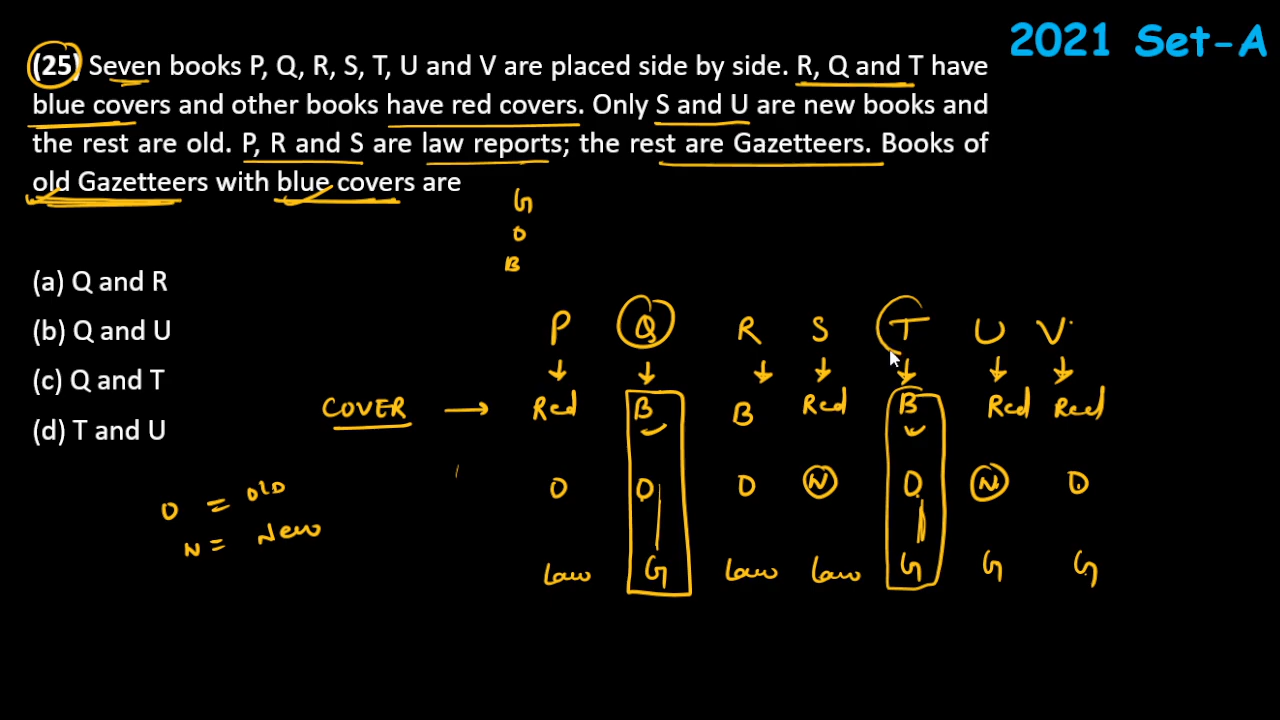 2021 Set-A
(25) Seven books P, Q, R, S, T, U and V are placed side by side. R, Q and T have
blue covers and other books have red covers. Only S and U are new books and
the rest are old. P, R and S are law reports; the rest are Gazetteers. Books of
old Gazetteers with blue covers are
G
O
B
(a) Q and R
(b) Q and U
(c) Q and T
(d) T and U
P Q R S T U V
COVER → Red B B Red B Red Red
O O O N O N O
Law G Law Law G G G
O = OLD
N = New